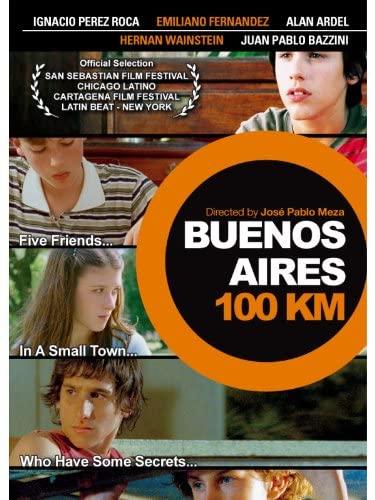 IGNACIO PEREZ ROCA EMILIANO FERNANDEZ ALAN ARDEL
HERNAN WAINSTEIN JUAN PABLO BAZZINI
Official Selection
SAN SEBASTIAN FILM FESTIVAL
CHICAGO LATINO
CARTAGENA FILM FESTIVAL
LATIN BEAT - NEW YORK
Directed by José Pablo Meza
BUENOS
AIRES
100 KM
Five Friends...
In A Small Town...
Who Have Some Secrets...